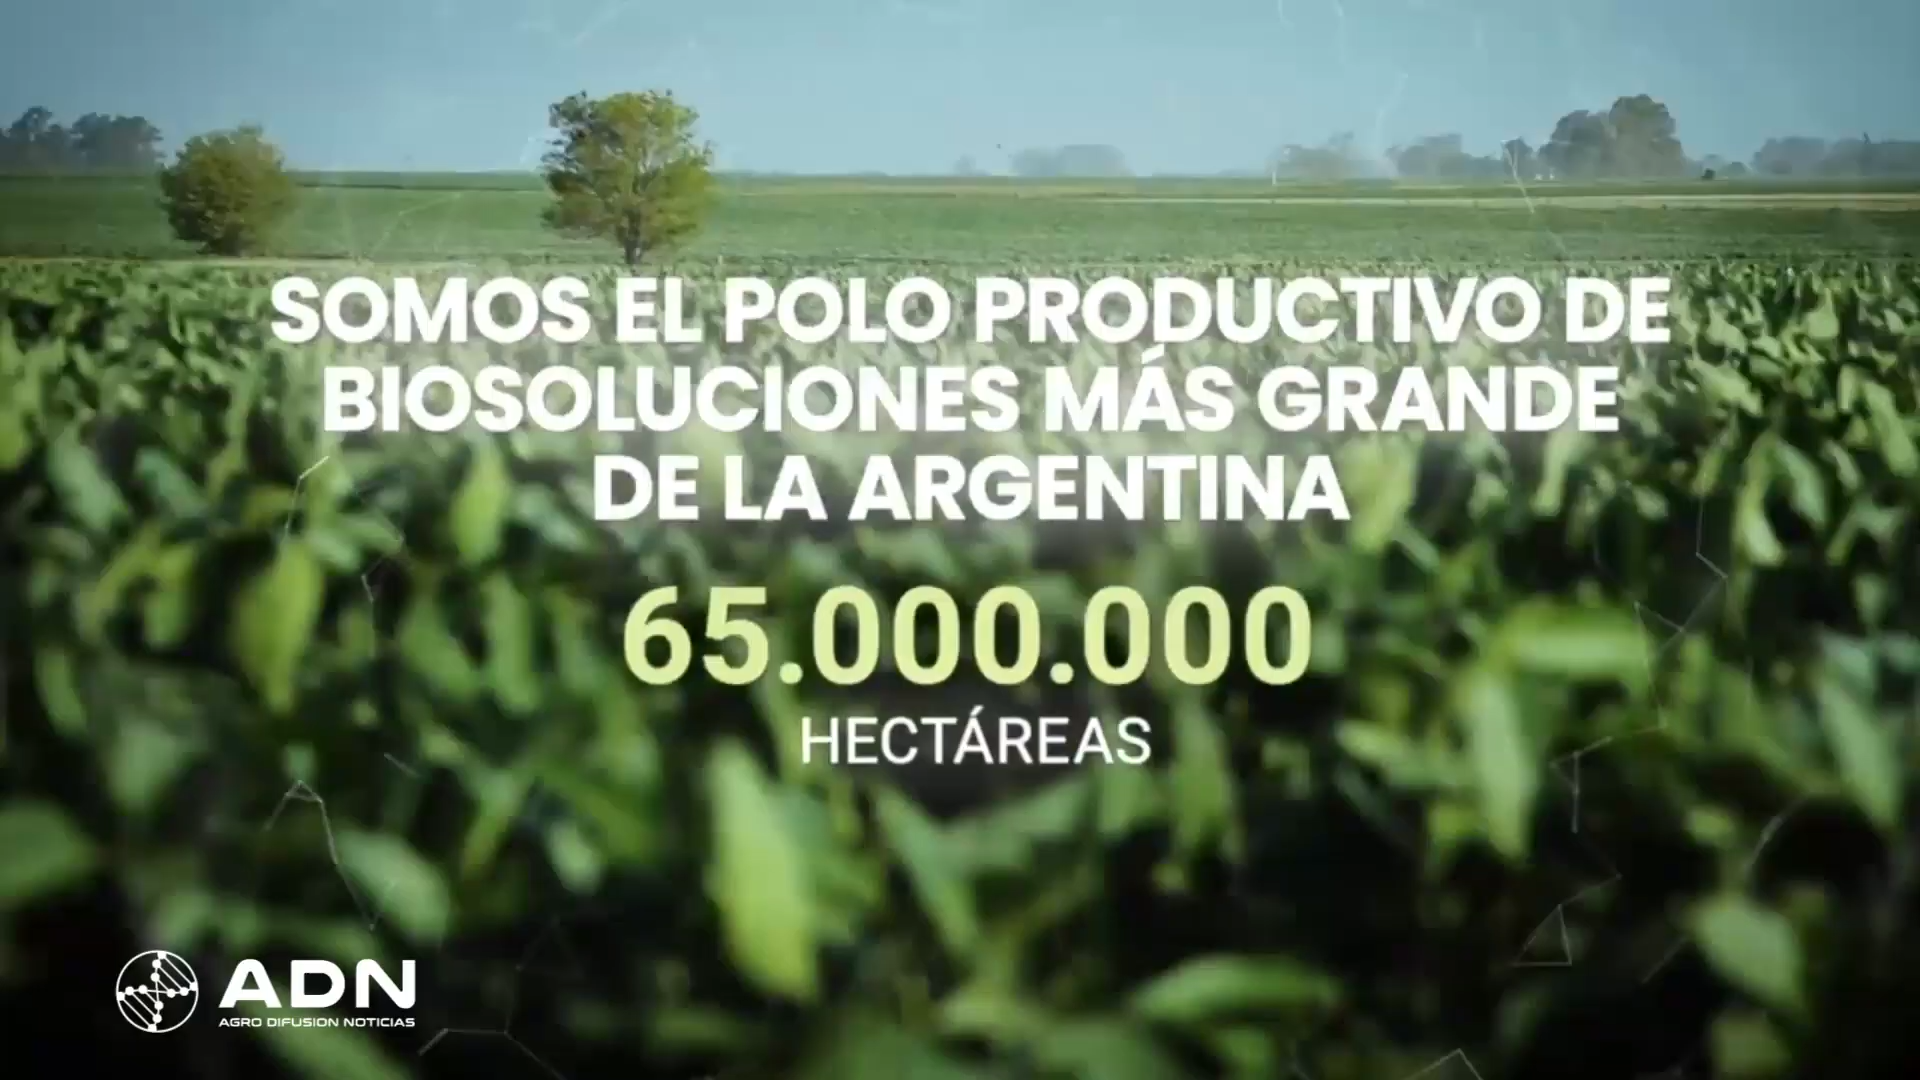 SOMOS EL POLO PRODUCTIVO DE
BIOSOLUCIONES MÁS GRANDE
DE LA ARGENTINA
65.000.000
HECTÁREAS
ADN
AGRO DIFUSION NOTICIAS